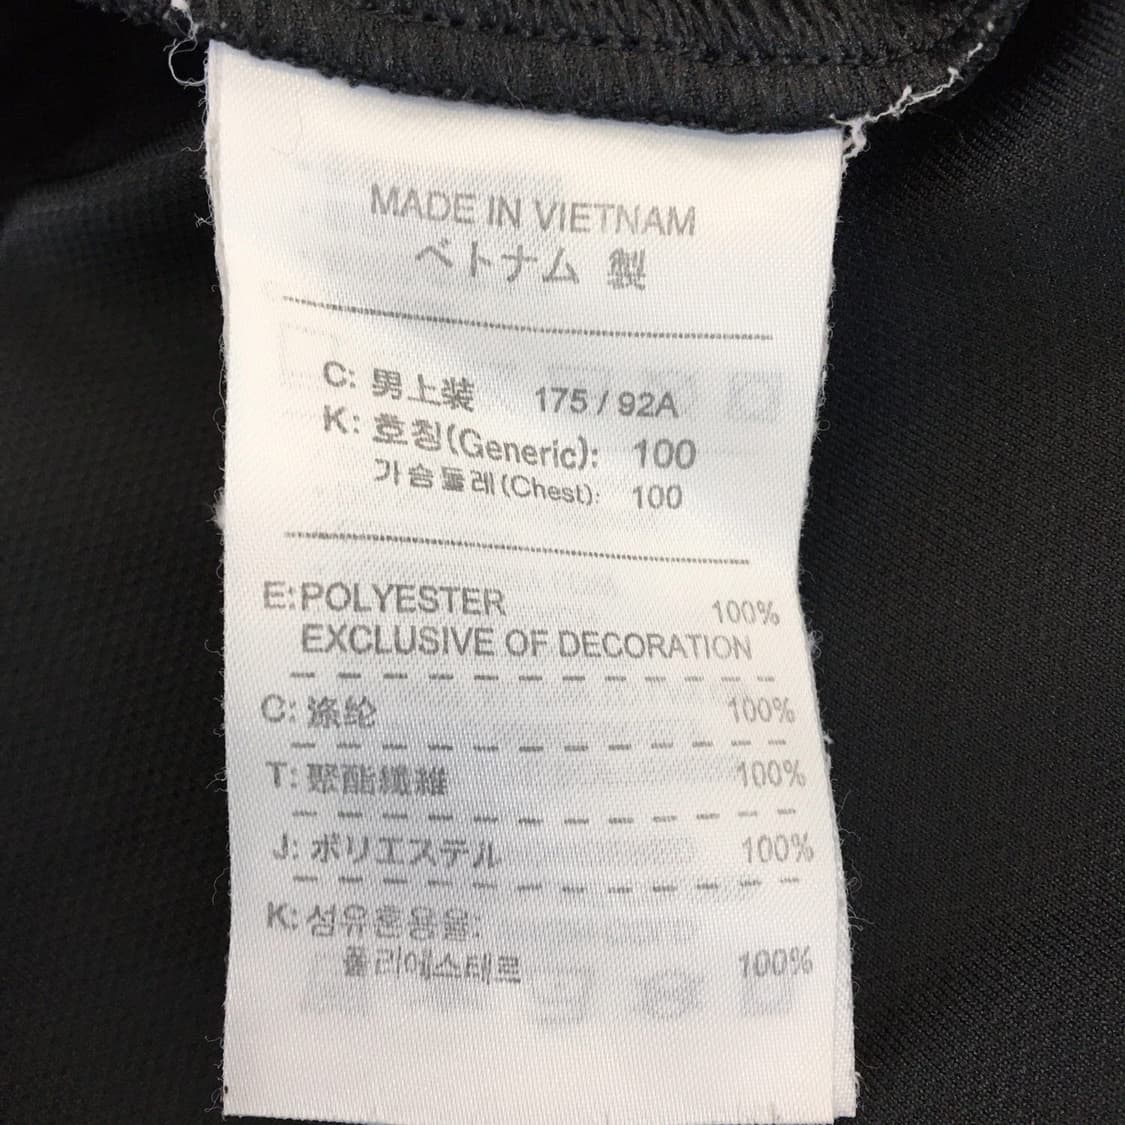 MADE IN VIETNAM
ベトナム 製
C: 男上装 175 / 92A
K: 호칭(Generic): 100
가슴둘레(Chest): 100
E:POLYESTER 100%
EXCLUSIVE OF DECORATION
C: 涤纶 100%
T: 聚酯纖維 100%
J: ポリエステル 100%
K: 섬유혼용율:
폴리에스테르 100%